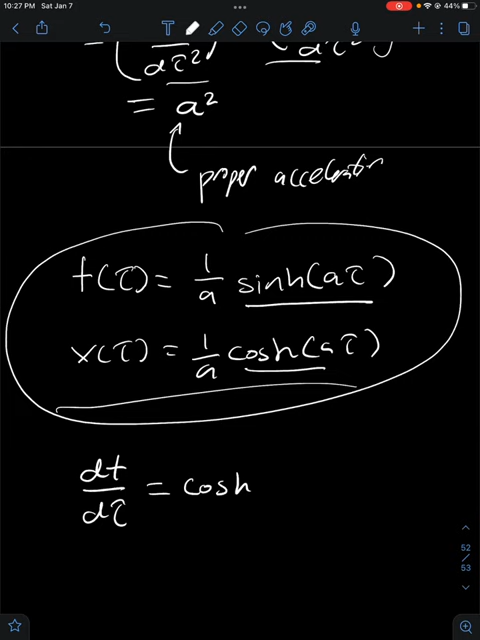 10:27 PM Sat Jan 7
44%
= a²
proper acceleration
t(τ) = 1/a sinh(aτ)
x(τ) = 1/a cosh(aτ)
dt/dτ = cosh
52
/
53